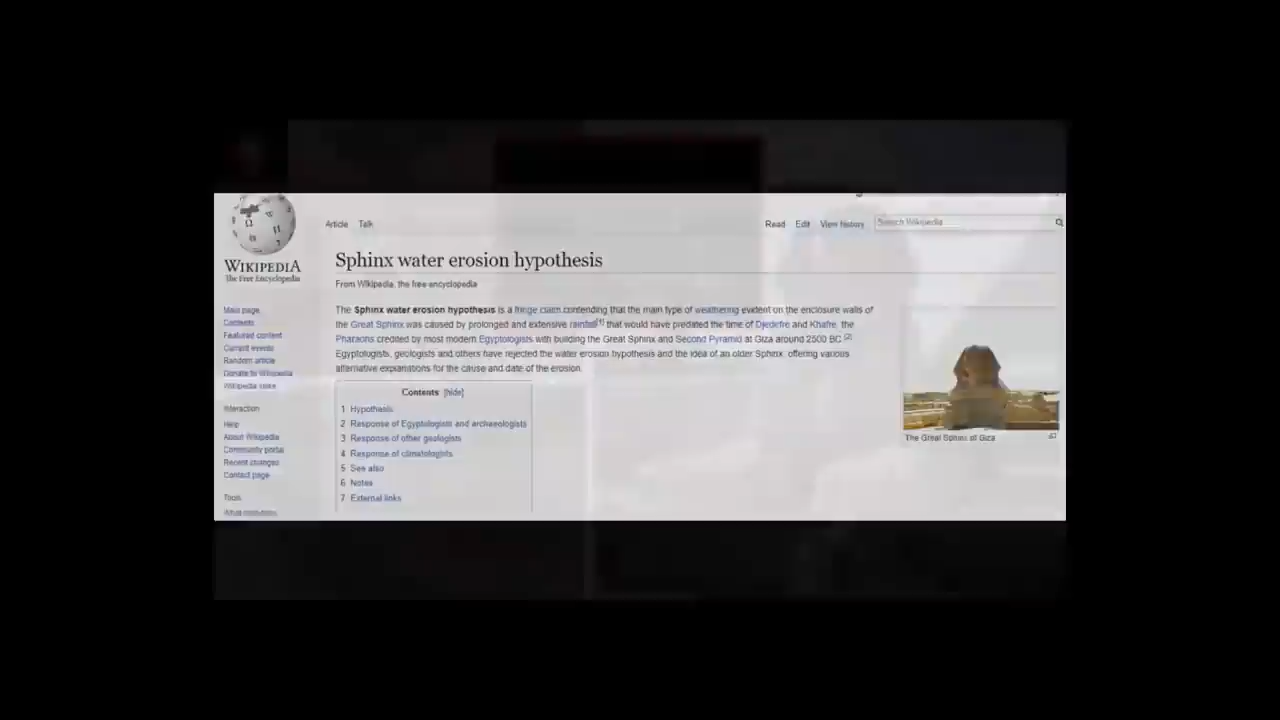 WIKIPEDIA
The Free Encyclopedia
Article Talk
Read Edit View history
Search Wikipedia
Sphinx water erosion hypothesis
From Wikipedia, the free encyclopedia
Main page
Contents
Featured content
Current events
Random article
Donate to Wikipedia
Wikipedia store
Interaction
Help
About Wikipedia
Community portal
Recent changes
Contact page
Tools
What links here
The Sphinx water erosion hypothesis is a fringe claim contending that the main type of weathering evident on the enclosure walls of
the Great Sphinx was caused by prolonged and extensive rainfall[1] that would have predated the time of Djedefre and Khafre, the
Pharaohs credited by most modern Egyptologists with building the Great Sphinx and Second Pyramid at Giza around 2500 BC.[2]
Egyptologists, geologists and others have rejected the water erosion hypothesis and the idea of an older Sphinx, offering various
alternative explanations for the cause and date of the erosion.
Contents [hide]
1 Hypothesis
2 Response of Egyptologists and archaeologists
3 Response of other geologists
4 Response of climatologists
5 See also
6 Notes
7 External links
The Great Sphinx of Giza